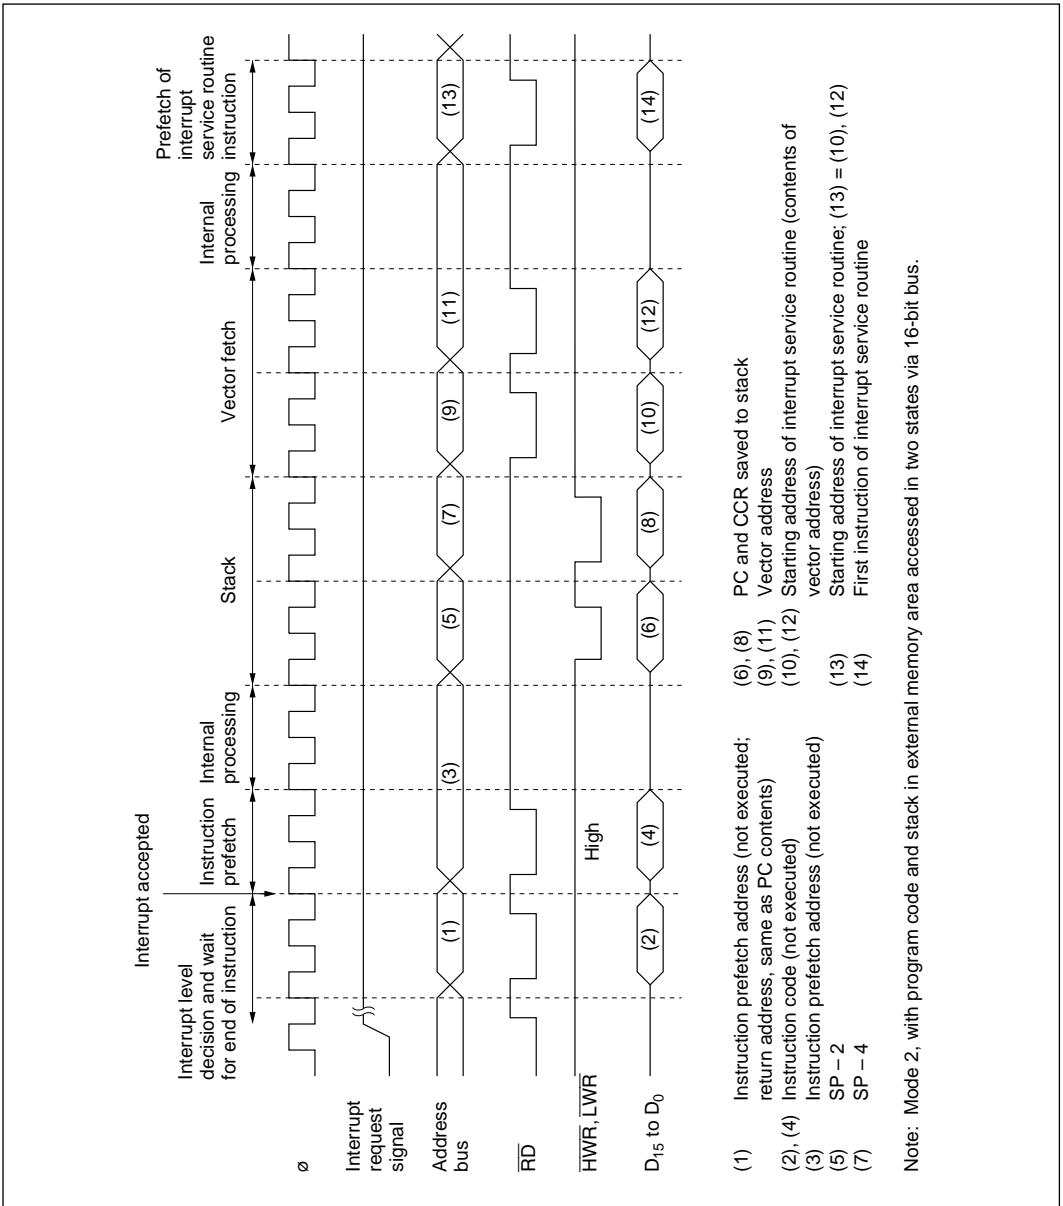 Interrupt accepted
Interrupt level
decision and wait
for end of instruction
Instruction
prefetch
Internal
processing
Stack
Vector fetch
Internal
processing
Prefetch of
interrupt
service routine
instruction
ø
Interrupt
request
signal
Address
bus
(1)
(3)
(5)
(7)
(9)
(11)
(13)
RD
HWR, LWR
High
D15 to D0
(2)
(4)
(6)
(8)
(10)
(12)
(14)
(1) Instruction prefetch address (not executed;
return address, same as PC contents)
(2), (4) Instruction code (not executed)
(3) Instruction prefetch address (not executed)
(5) SP – 2
(7) SP – 4
(6), (8) PC and CCR saved to stack
(9), (11) Vector address
(10), (12) Starting address of interrupt service routine (contents of
vector address)
(13) Starting address of interrupt service routine; (13) = (10), (12)
(14) First instruction of interrupt service routine
Note: Mode 2, with program code and stack in external memory area accessed in two states via 16-bit bus.